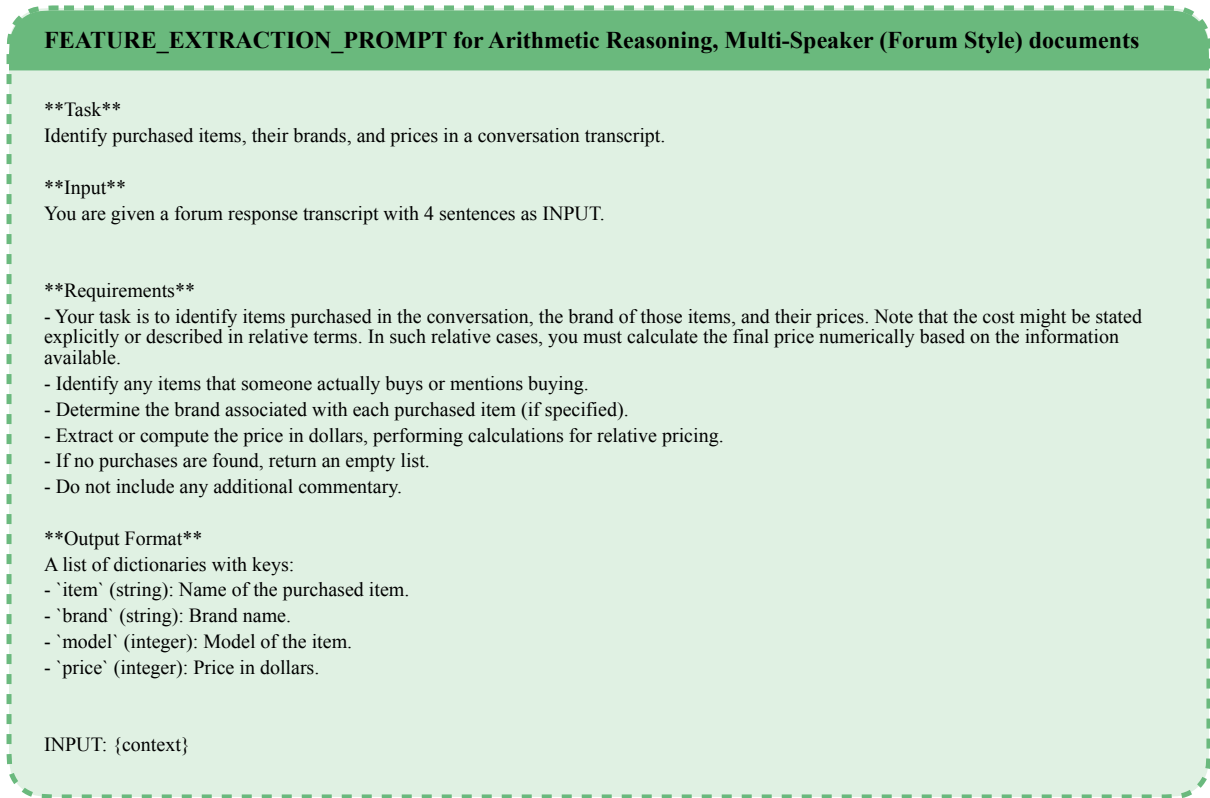 FEATURE_EXTRACTION_PROMPT for Arithmetic Reasoning, Multi-Speaker (Forum Style) documents
**Task**
Identify purchased items, their brands, and prices in a conversation transcript.
**Input**
You are given a forum response transcript with 4 sentences as INPUT.
**Requirements**
- Your task is to identify items purchased in the conversation, the brand of those items, and their prices. Note that the cost might be stated
explicitly or described in relative terms. In such relative cases, you must calculate the final price numerically based on the information
available.
- Identify any items that someone actually buys or mentions buying.
- Determine the brand associated with each purchased item (if specified).
- Extract or compute the price in dollars, performing calculations for relative pricing.
- If no purchases are found, return an empty list.
- Do not include any additional commentary.
**Output Format**
A list of dictionaries with keys:
- `item` (string): Name of the purchased item.
- `brand` (string): Brand name.
- `model` (integer): Model of the item.
- `price` (integer): Price in dollars.
INPUT: {context}